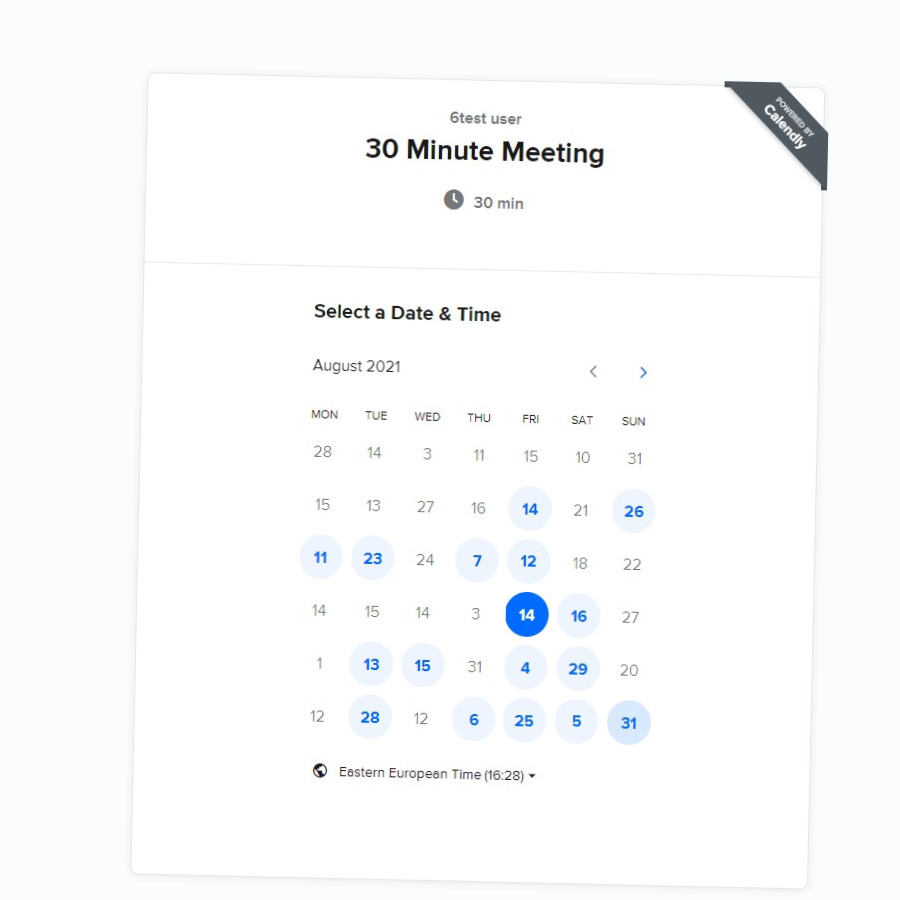 POWERED BY
Calendly
6test user
30 Minute Meeting
30 min
Select a Date & Time
August 2021
MON TUE WED THU FRI SAT SUN
28 14 3 11 15 10 31
15 13 27 16 14 21 26
11 23 24 7 12 18 22
14 15 14 3 14 16 27
1 13 15 31 4 29 20
12 28 12 6 25 5 31
Eastern European Time (16:28)